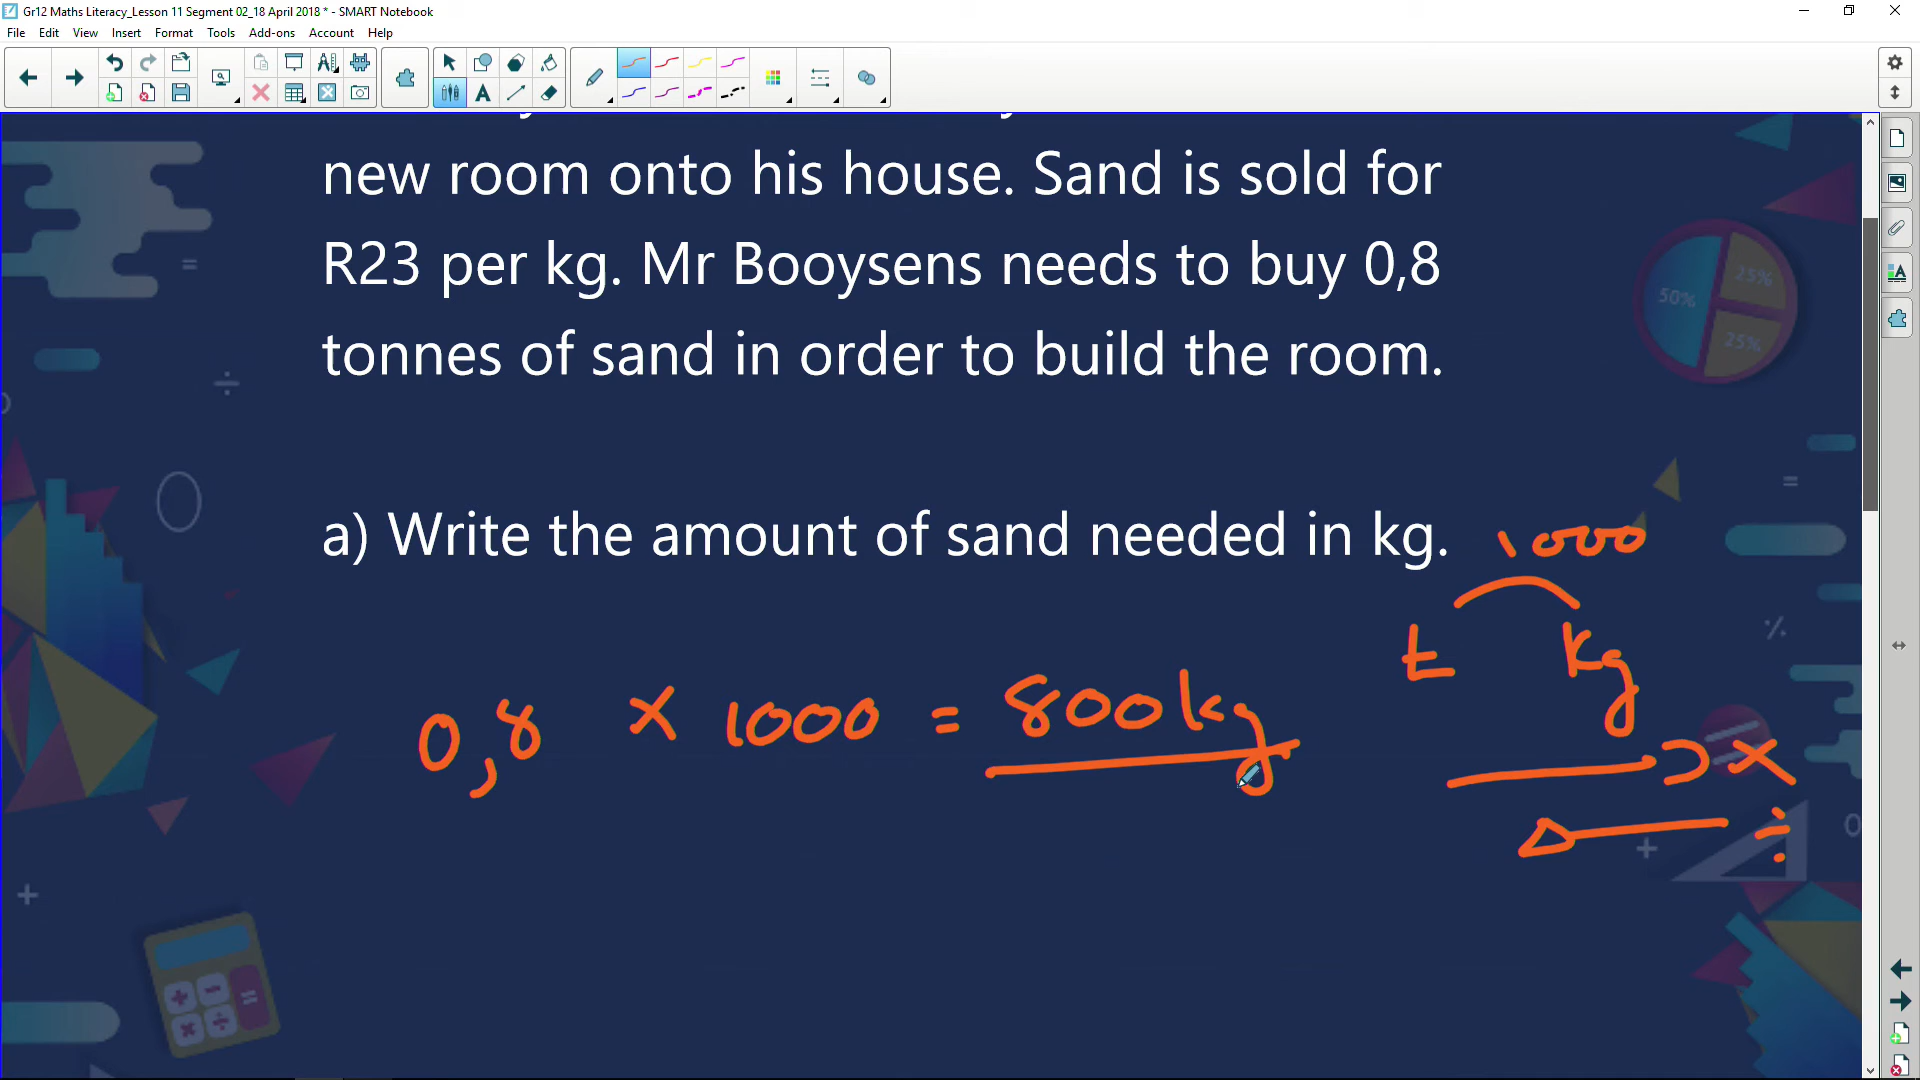 Gr12 Maths Literacy_Lesson 11 Segment 02_18 April 2018 * - SMART Notebook
File Edit View Insert Format Tools Add-ons Account Help
new room onto his house. Sand is sold for
R23 per kg. Mr Booysens needs to buy 0,8
tonnes of sand in order to build the room.
50%
25%
25%
a) Write the amount of sand needed in kg.
1000
t kg
0,8 × 1000 = 800kg
×
÷